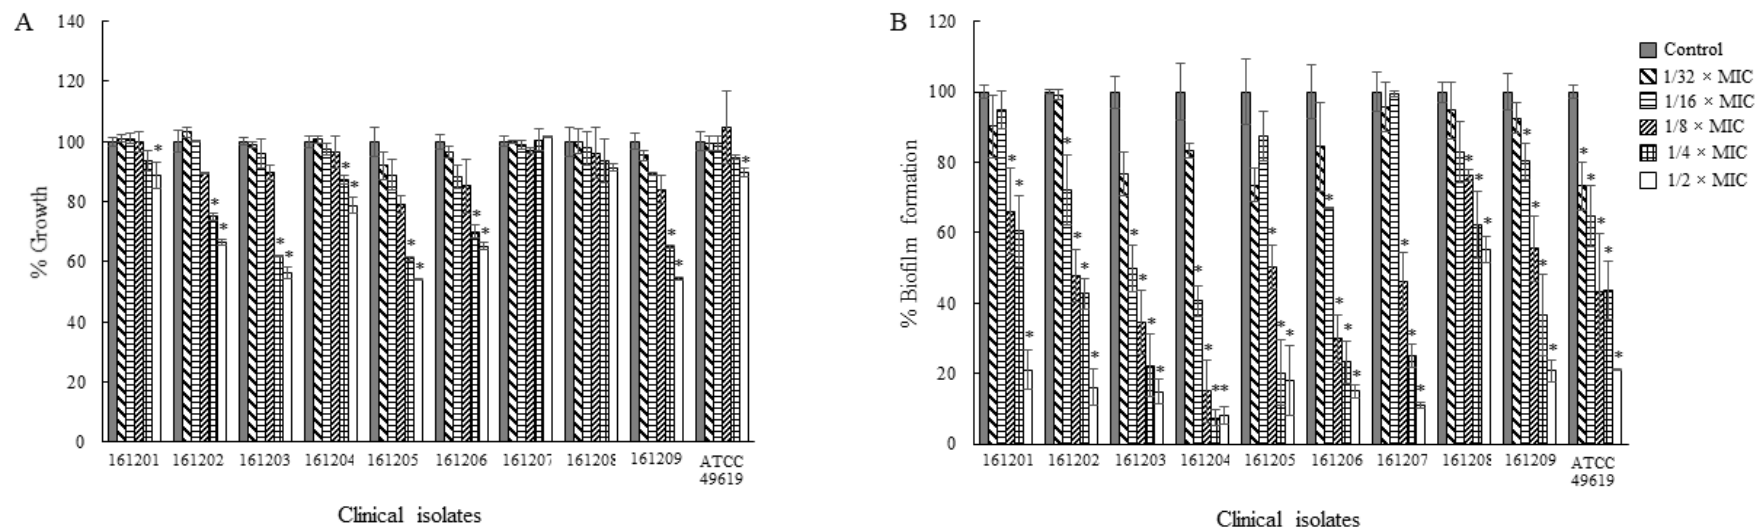 A
140
120
100
80
60
40
20
0
% Growth
* * * * * * * * * * * * * * *
161201 161202 161203 161204 161205 161206 161207 161208 161209 ATCC
49619
Clinical isolates
B
120
100
80
60
40
20
0
% Biofilm formation
* * * * * * * * * * * * * * * * * * * * * * * * * * * * * * * * * * * * * * *
161201 161202 161203 161204 161205 161206 161207 161208 161209 ATCC
49619
Clinical isolates
Control
1/32 × MIC
1/16 × MIC
1/8 × MIC
1/4 × MIC
1/2 × MIC